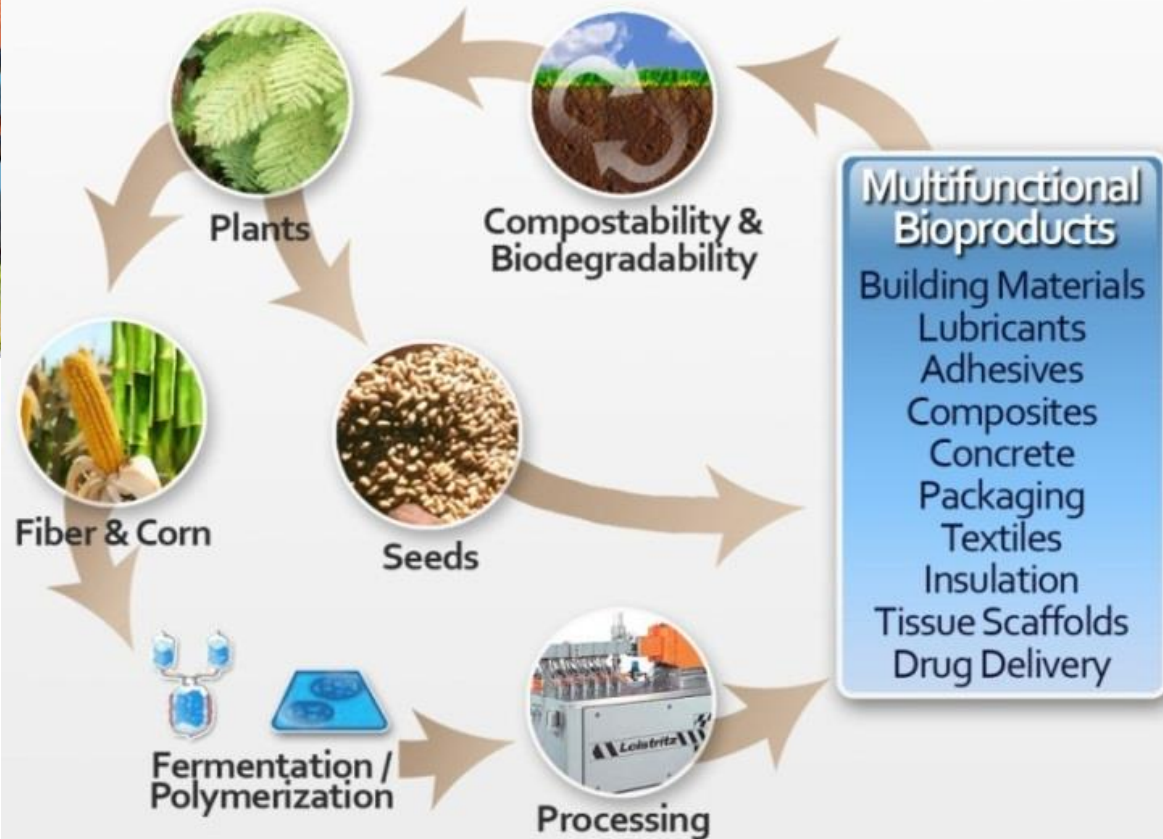 Plants
Compostability &
Biodegradability
Multifunctional
Bioproducts
Building Materials
Lubricants
Adhesives
Composites
Concrete
Packaging
Textiles
Insulation
Tissue Scaffolds
Drug Delivery
Fiber & Corn
Seeds
Fermentation /
Polymerization
Leistritz
Processing